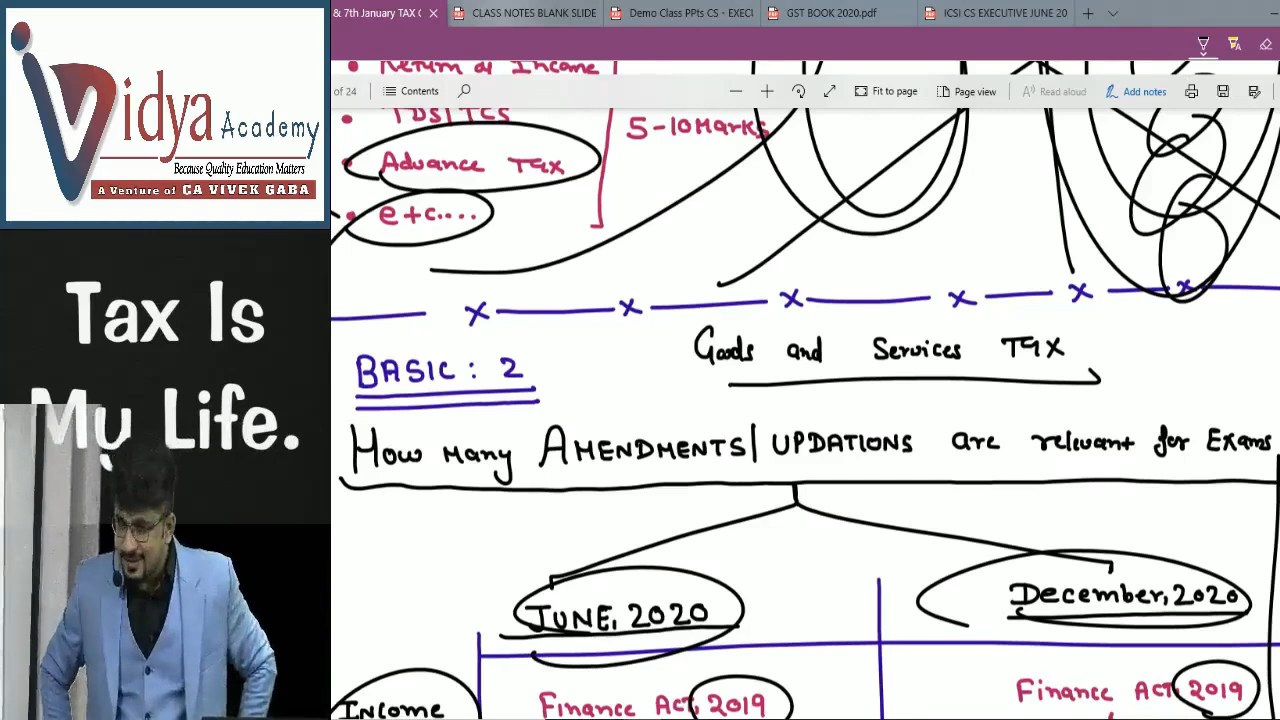 & 7th January TAX C
CLASS NOTES BLANK SLIDE
Demo Class PPts CS - EXECU
GST BOOK 2020.pdf
ICSI CS EXECUTIVE JUNE 20
of 24
Contents
Fit to page
Page view
Read aloud
Add notes
Vidya Academy
Because Quality Education Matters
A Venture of CA VIVEK GABA
Tax Is
My Life.
Return of Income
TDS/TCS
5-10 Marks
Advance Tax
etc....
Goods and Services Tax
BASIC: 2
How many AMENDMENTS/UPDATIONS are relevant for Exams
JUNE, 2020
December, 2020
Income
Finance Act, 2019
Finance Act, 2019